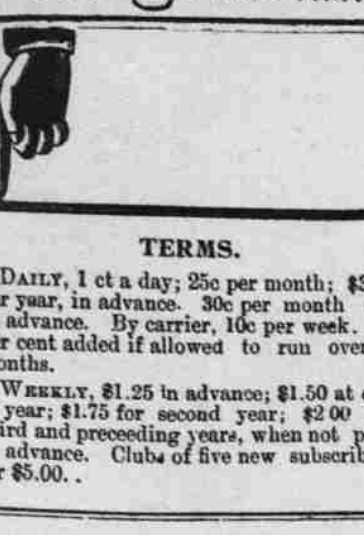 TERMS.
DAILY, 1 ct a day; 25c per month; $3
r yaar, in advance. 30c per month
advance. By carrier, 10c per week.
r cent added if allowed to run over
onths.
WEEKLY, $1.25 in advance; $1.50 at
year; $1.75 for second year; $2 00
ird and preceeding years, when not p
advance. Clubs of five new subscrib
r $5.00. .